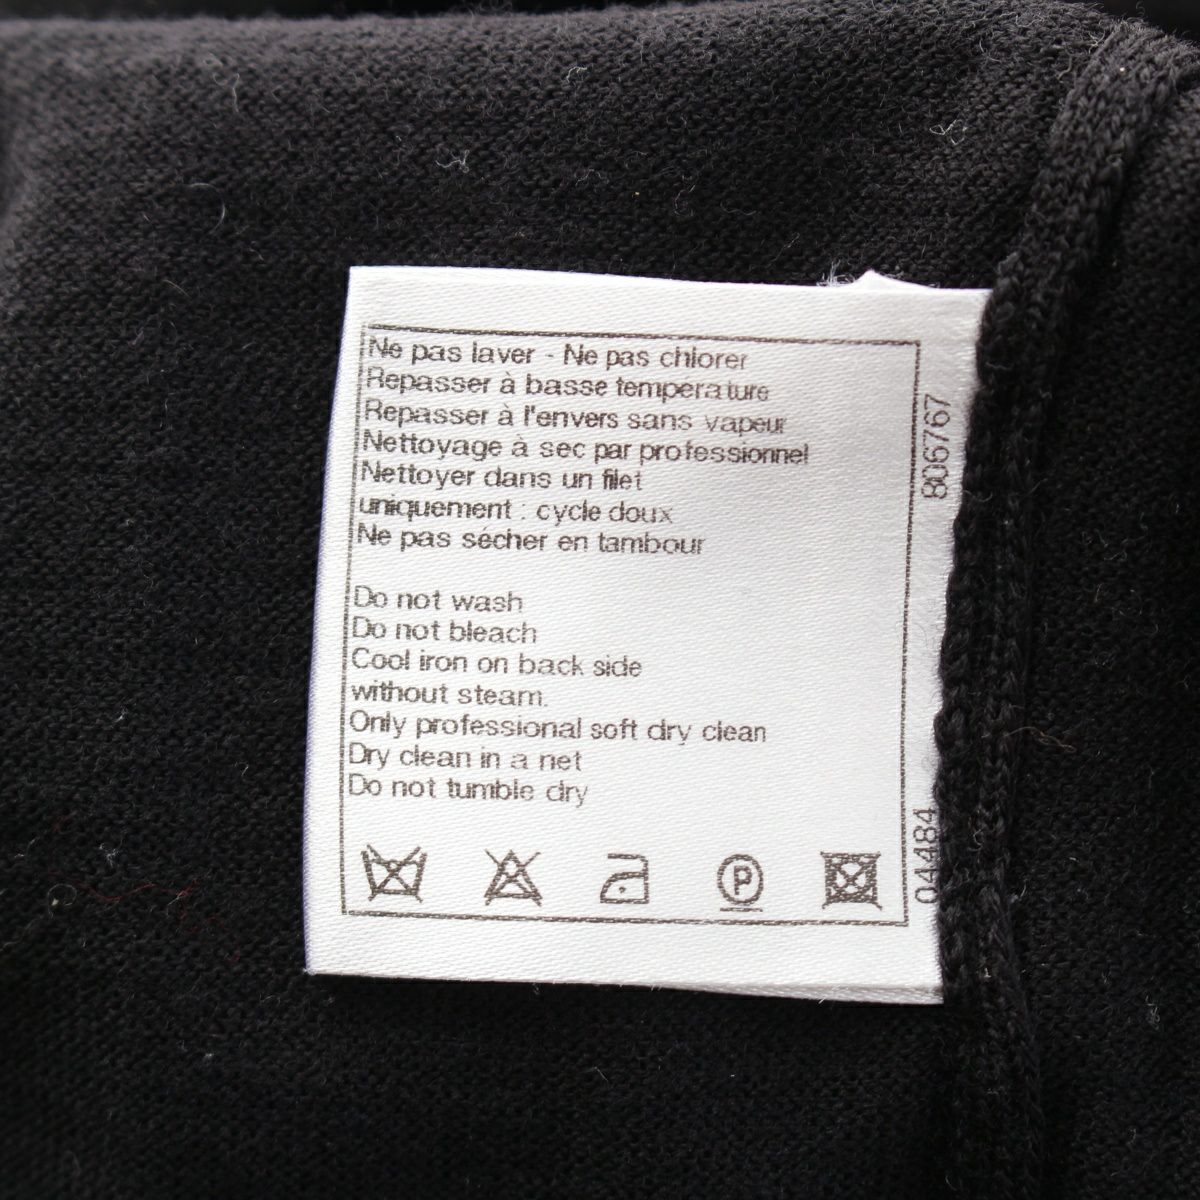 Ne pas laver - Ne pas chlorer
Repasser à basse temperature
Repasser à l'envers sans vapeur
Nettoyage à sec par professionnel
Nettoyer dans un filet
uniquement : cycle doux
Ne pas sécher en tambour
Do not wash
Do not bleach
Cool iron on back side
without steam.
Only professional soft dry clean
Dry clean in a net
Do not tumble dry
P
806767
04484